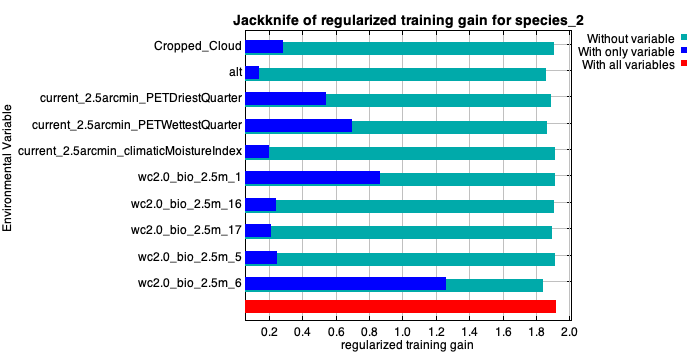 Jackknife of regularized training gain for species_2
Without variable
With only variable
With all variables
Environmental Variable
Cropped_Cloud
alt
current_2.5arcmin_PETDriestQuarter
current_2.5arcmin_PETWettestQuarter
current_2.5arcmin_climaticMoistureIndex
wc2.0_bio_2.5m_1
wc2.0_bio_2.5m_16
wc2.0_bio_2.5m_17
wc2.0_bio_2.5m_5
wc2.0_bio_2.5m_6
0.2 0.4 0.6 0.8 1.0 1.2 1.4 1.6 1.8 2.0
regularized training gain